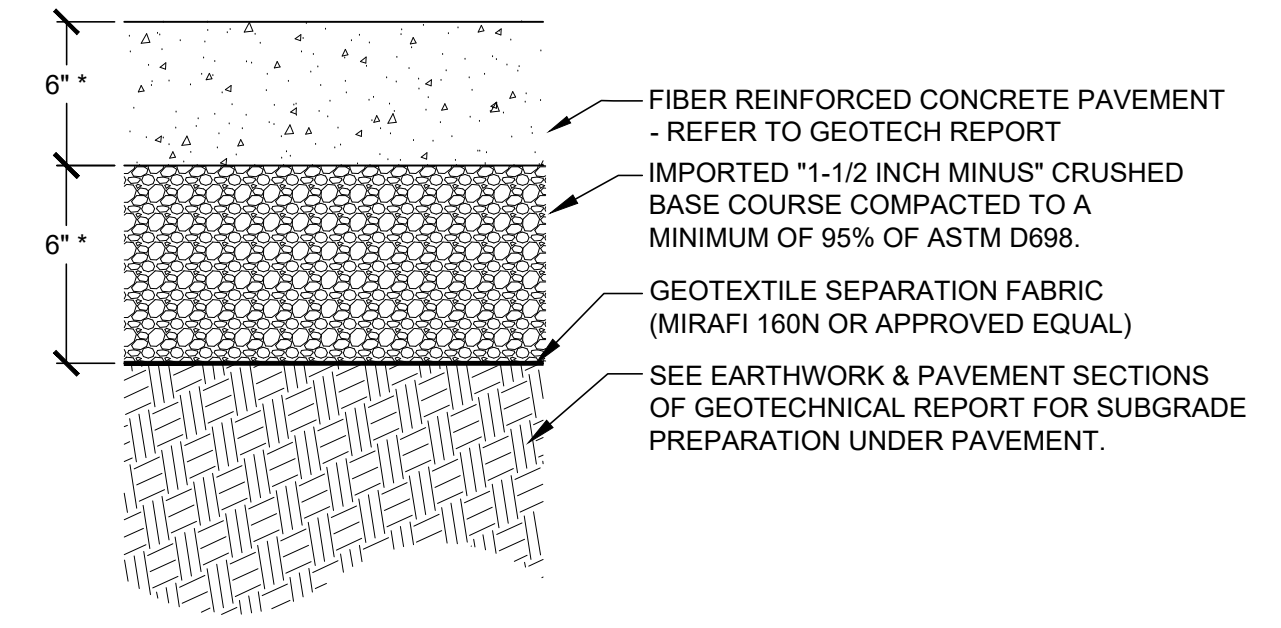 6" *
FIBER REINFORCED CONCRETE PAVEMENT
- REFER TO GEOTECH REPORT
IMPORTED "1-1/2 INCH MINUS" CRUSHED
BASE COURSE COMPACTED TO A
MINIMUM OF 95% OF ASTM D698.
6" *
GEOTEXTILE SEPARATION FABRIC
(MIRAFI 160N OR APPROVED EQUAL)
SEE EARTHWORK & PAVEMENT SECTIONS
OF GEOTECHNICAL REPORT FOR SUBGRADE
PREPARATION UNDER PAVEMENT.